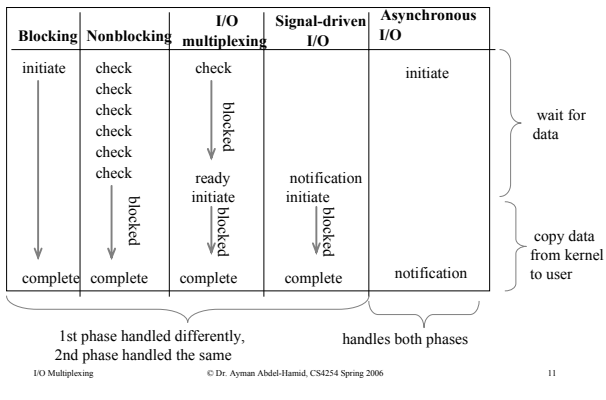 Blocking
Nonblocking
I/O
multiplexing
Signal-driven
I/O
Asynchronous
I/O
initiate
complete
check
check
check
check
check
check
blocked
complete
check
blocked
ready
initiate
blocked
complete
notification
initiate
blocked
complete
initiate
notification
wait for
data
copy data
from kernel
to user
1st phase handled differently,
2nd phase handled the same
handles both phases
I/O Multiplexing
© Dr. Ayman Abdel-Hamid, CS4254 Spring 2006
11